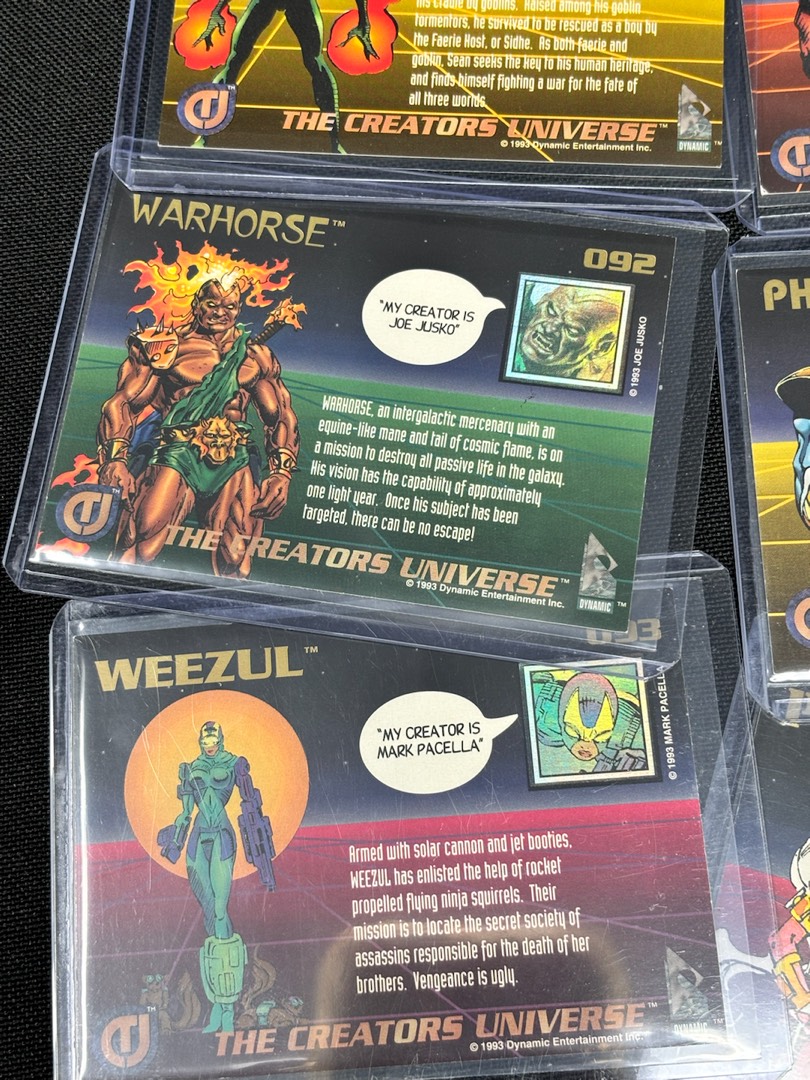 his cradle by goblins. Raised among his goblin
tormentors, he survived to be rescued as a boy by
the Faerie Host, or Sidhe. As both faerie and
goblin, Sean seeks the key to his human heritage,
and finds himself fighting a war for the fate of
all three worlds.
TM
THE CREATORS UNIVERSE™
© 1993 Dynamic Entertainment Inc.
DYNAMIC ™
WARHORSE™
092
"MY CREATOR IS
JOE JUSKO"
© 1993 JOE JUSKO
WARHORSE, an intergalactic mercenary with an
equine-like mane and tail of cosmic flame, is on
a mission to destroy all passive life in the galaxy.
His vision has the capability of approximately
one light year. Once his subject has been
targeted, there can be no escape!
TM
THE CREATORS UNIVERSE™
© 1993 Dynamic Entertainment Inc.
DYNAMIC ™
PH
WEEZUL™
093
"MY CREATOR IS
MARK PACELLA"
© 1993 MARK PACELLA
Armed with solar cannon and jet booties,
WEEZUL has enlisted the help of rocket
propelled flying ninja squirrels. Their
mission is to locate the secret society of
assassins responsible for the death of her
brothers. Vengeance is ugly.
TM
THE CREATORS UNIVERSE™
© 1993 Dynamic Entertainment Inc.
DYNAMIC ™